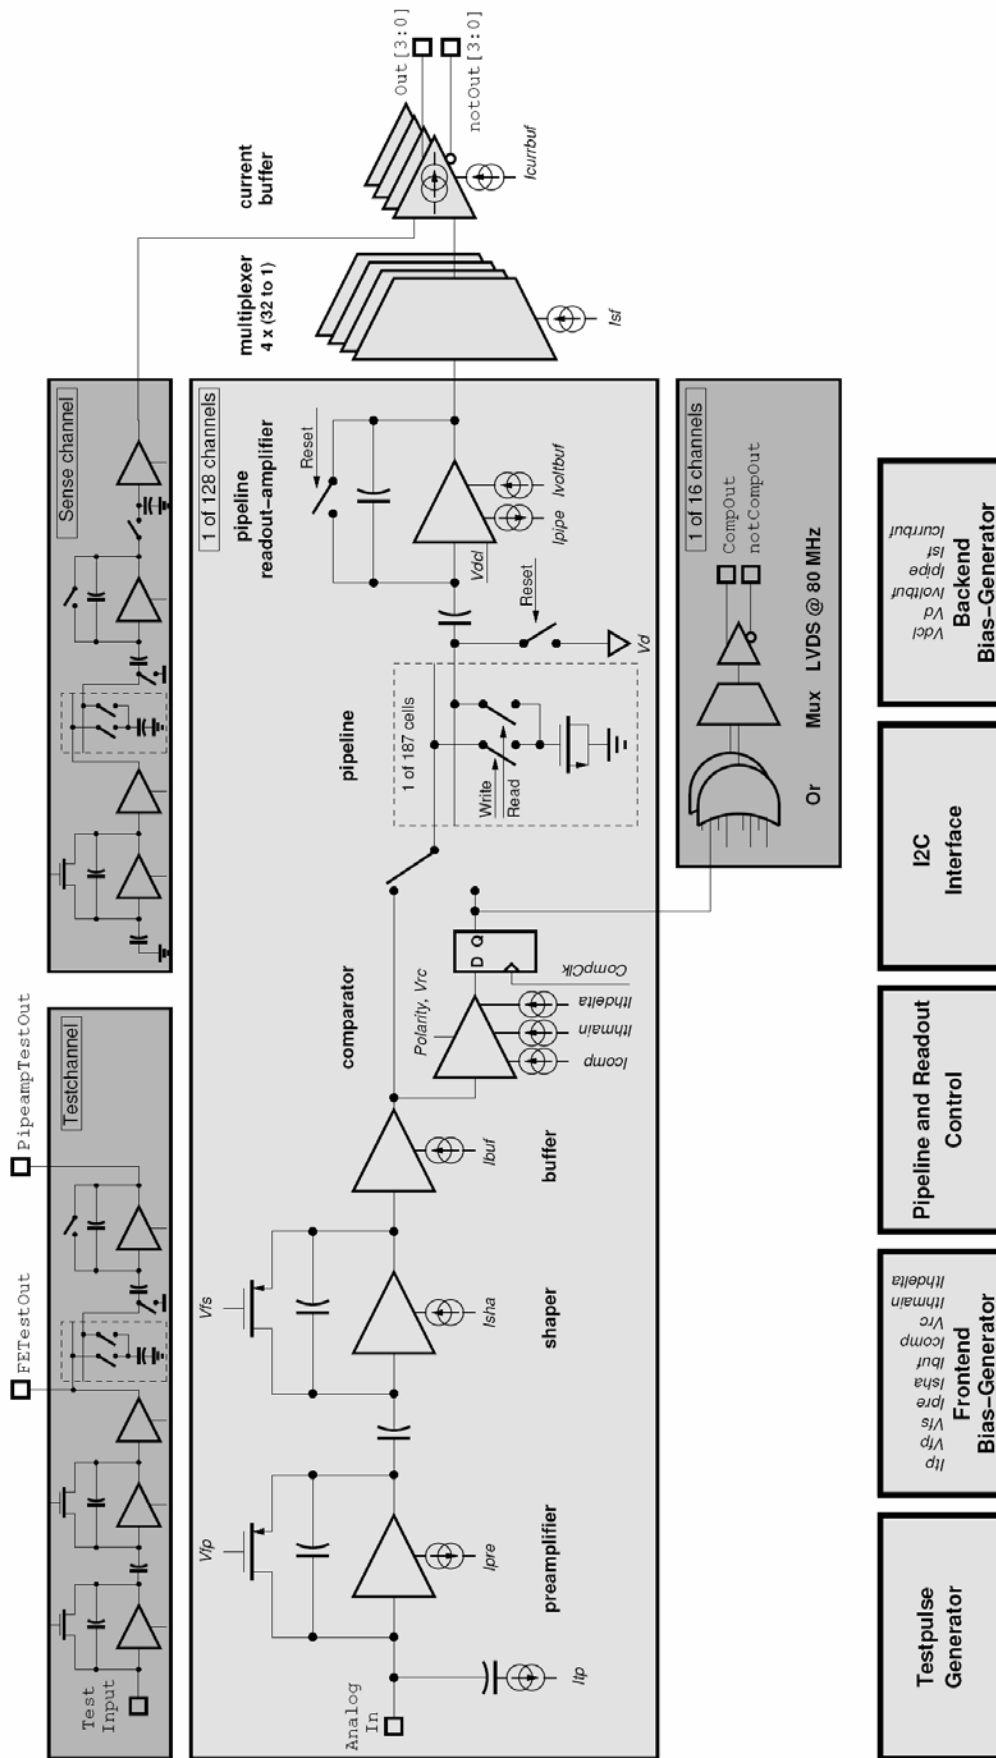 Test
Input
FETestOut
PipeampTestOut
Testchannel
Sense channel
1 of 128 channels
Analog
In
Itp
Vfp
Ipre
preamplifier
Vfs
Isha
shaper
Ibuf
buffer
comparator
Polarity, Vrc
Icomp
Ithmain
Ithdelta
D Q
CompClk
pipeline
1 of 187 cells
Write
Read
Reset
Vd
pipeline
readout-amplifier
Reset
Vdcl
Ipipe
Ivoltbuf
multiplexer
4 x (32 to 1)
Isf
current
buffer
Icurrbuf
Out[3:0]
notOut[3:0]
1 of 16 channels
CompOut
notCompOut
Or
Mux
LVDS @ 80 MHz
Testpulse
Generator
Itp
Vfp
Vfs
Ipre
Isha
Ibuf
Icomp
Vrc
Ithmain
Ithdelta
Frontend
Bias-Generator
Pipeline and Readout
Control
I2C
Interface
Vdcl
Vd
Ivoltbuf
Ipipe
Isf
Icurrbuf
Backend
Bias-Generator